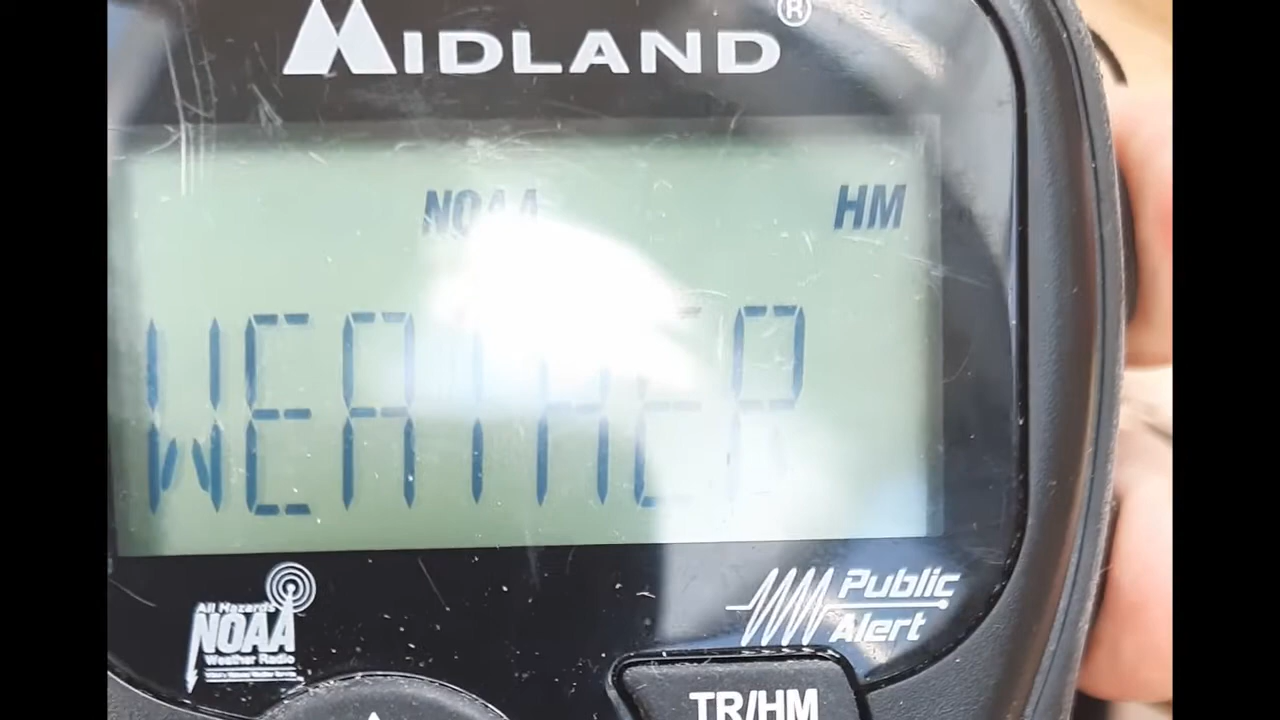 MIDLAND®
NOAA HM
WEATHER
All Hazards
NOAA
Weather Radio
Public
Alert
TR/HM